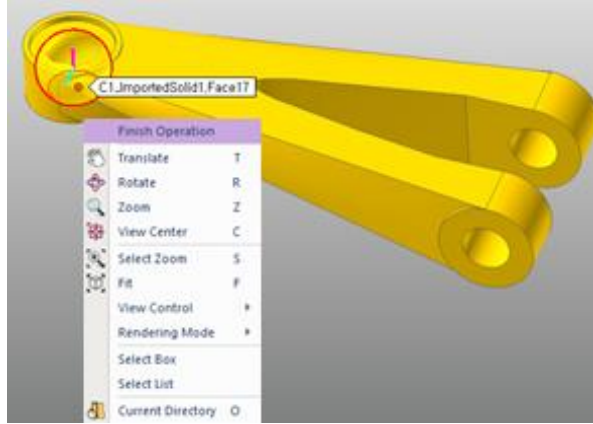 C1.ImportedSolid1.Face17
Finish Operation
Translate T
Rotate R
Zoom Z
View Center C
Select Zoom S
Fit F
View Control
Rendering Mode
Select Box
Select List
Current Directory O